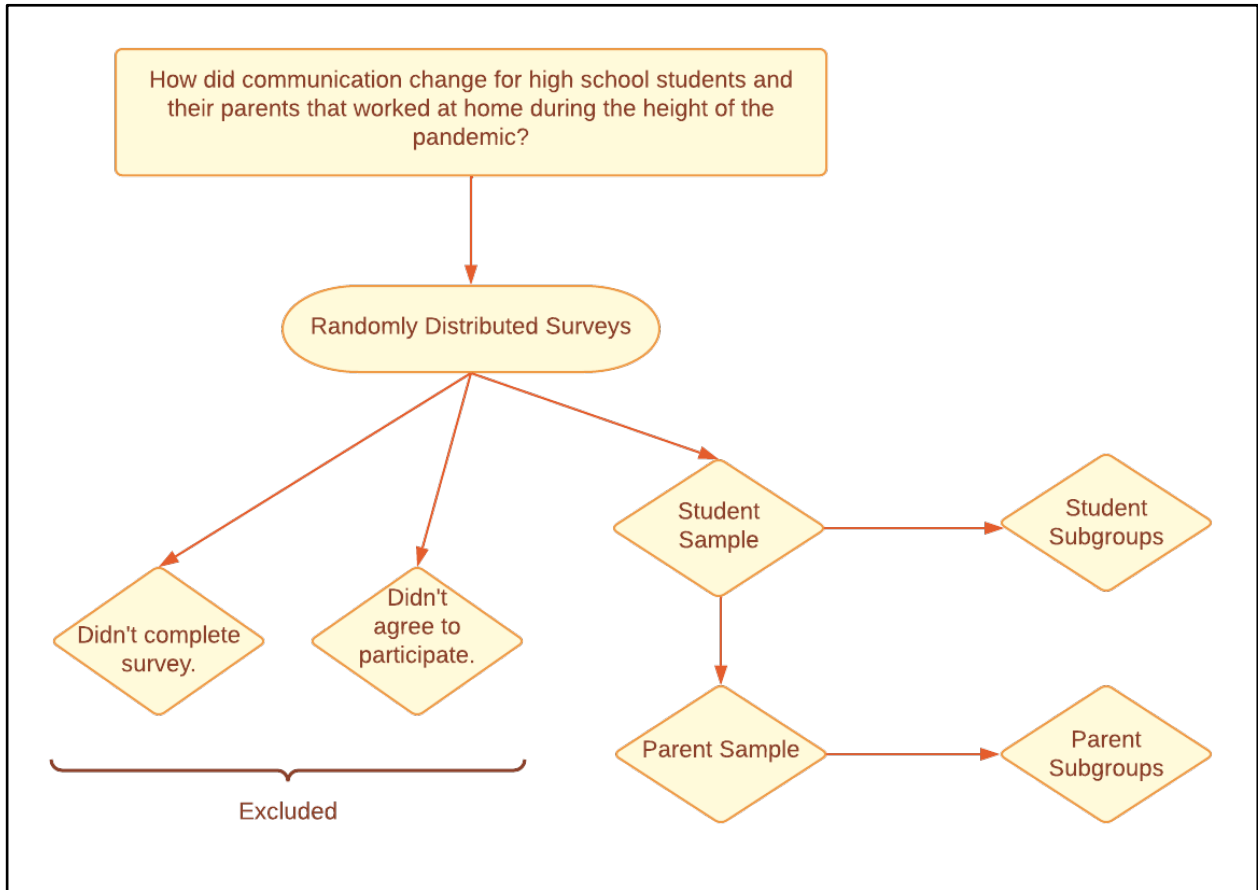 How did communication change for high school students and
their parents that worked at home during the height of the
pandemic?
Randomly Distributed Surveys
Student
Sample
Student
Subgroups
Didn't complete
survey.
Didn't
agree to
participate.
Parent Sample
Parent
Subgroups
Excluded